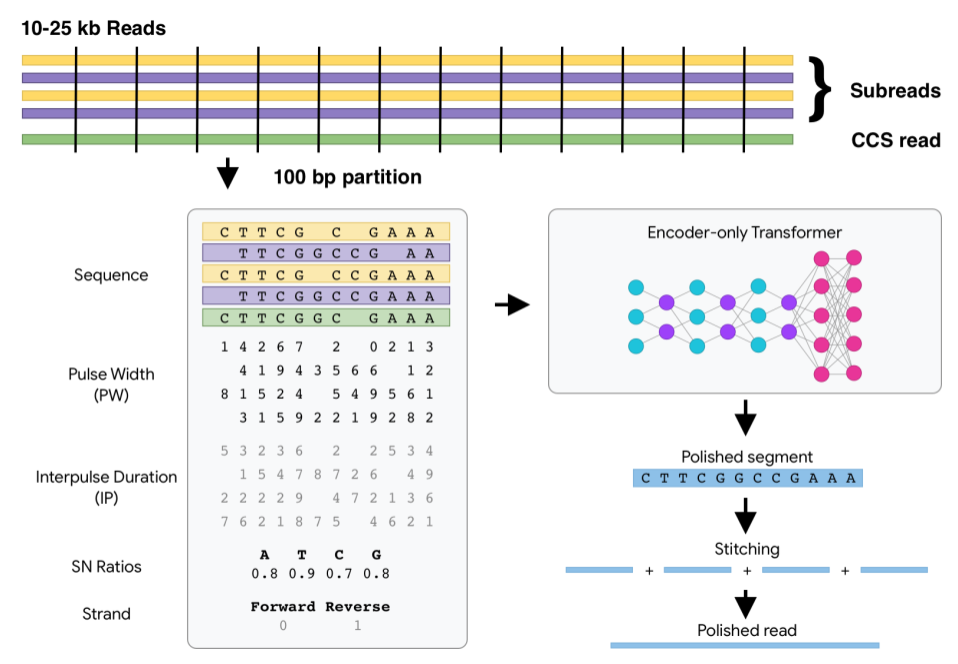 10-25 kb Reads
Subreads
CCS read
100 bp partition
Sequence
C T T C G C G A A A
T T C G G C C G A A
C T T C G C C G A A A
T T C G G C C G A A A
C T T C G G C G A A A
Pulse Width
(PW)
1 4 2 6 7 2 0 2 1 3
4 1 9 4 3 5 6 6 1 2
8 1 5 2 4 5 4 9 5 6 1
3 1 5 9 2 2 1 9 2 8 2
Interpulse Duration
(IP)
5 3 2 3 6 2 2 5 3 4
1 5 4 7 8 7 2 6 4 9
2 2 2 2 9 4 7 2 1 3 6
7 6 2 1 8 7 5 4 6 2 1
SN Ratios
A T C G
0.8 0.9 0.7 0.8
Strand
Forward Reverse
0 1
Encoder-only Transformer
Polished segment
C T T C G G C C G A A A
Stitching
+ + +
Polished read